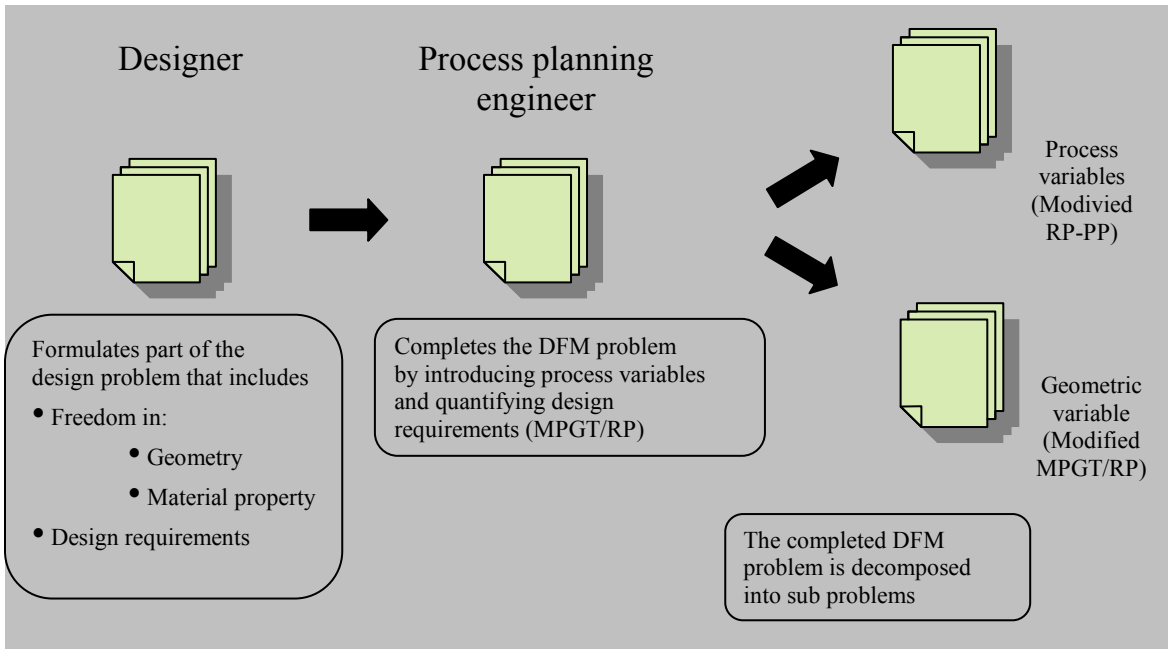 Designer
Process planning
engineer
Process
variables
(Modivied
RP-PP)
Formulates part of the
design problem that includes
• Freedom in:
• Geometry
• Material property
• Design requirements
Completes the DFM problem
by introducing process variables
and quantifying design
requirements (MPGT/RP)
Geometric
variable
(Modified
MPGT/RP)
The completed DFM
problem is decomposed
into sub problems